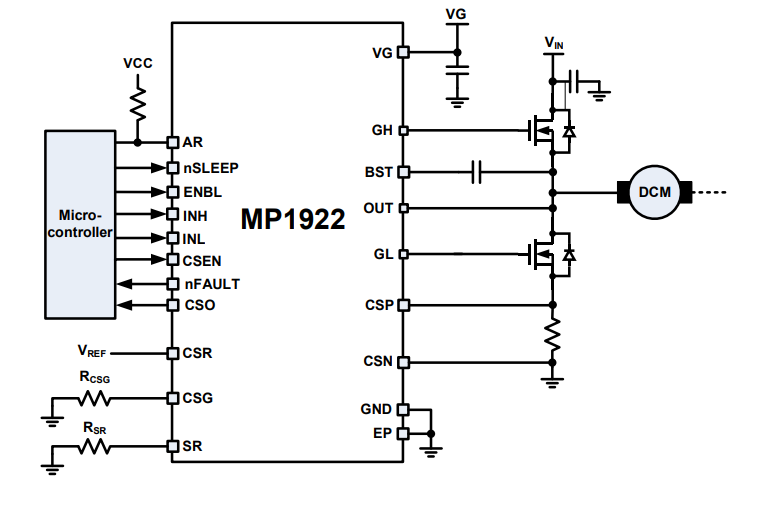 VG
VCC
VG
VIN
AR
GH
nSLEEP
BST
ENBL
Micro-
controller
INH
MP1922
OUT
DCM
INL
GL
CSEN
nFAULT
CSO
CSP
VREF
CSR
CSN
RCSG
CSG
GND
RSR
SR
EP